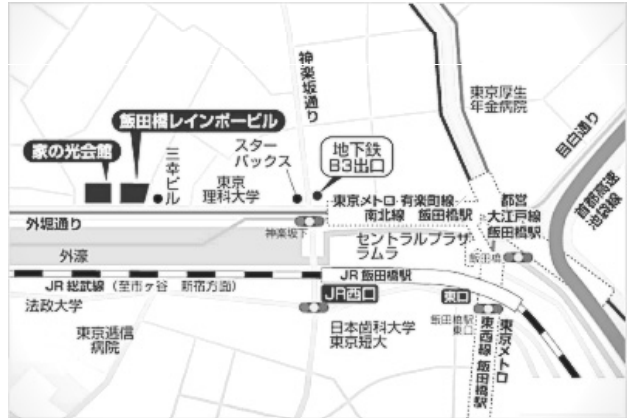 神楽坂通り
東京厚生
年金病院
目白通り
首都高速
池袋線
飯田橋レインボービル
家の光会館
三幸ビル
スター
バックス
地下鉄
B3出口
東京
理科大学
東京メトロ・有楽町線
南北線 飯田橋駅
都営
大江戸線
飯田橋駅
外堀通り
神楽坂下
セントラルプラザ
ラムラ
飯田橋
外濠
JR 飯田橋駅
JR 総武線（至市ヶ谷 新宿方面）
JR西口
東口
法政大学
飯田橋駅
東口
東京逓信
病院
日本歯科大学
東京短大
東京メトロ
東西線 飯田橋駅